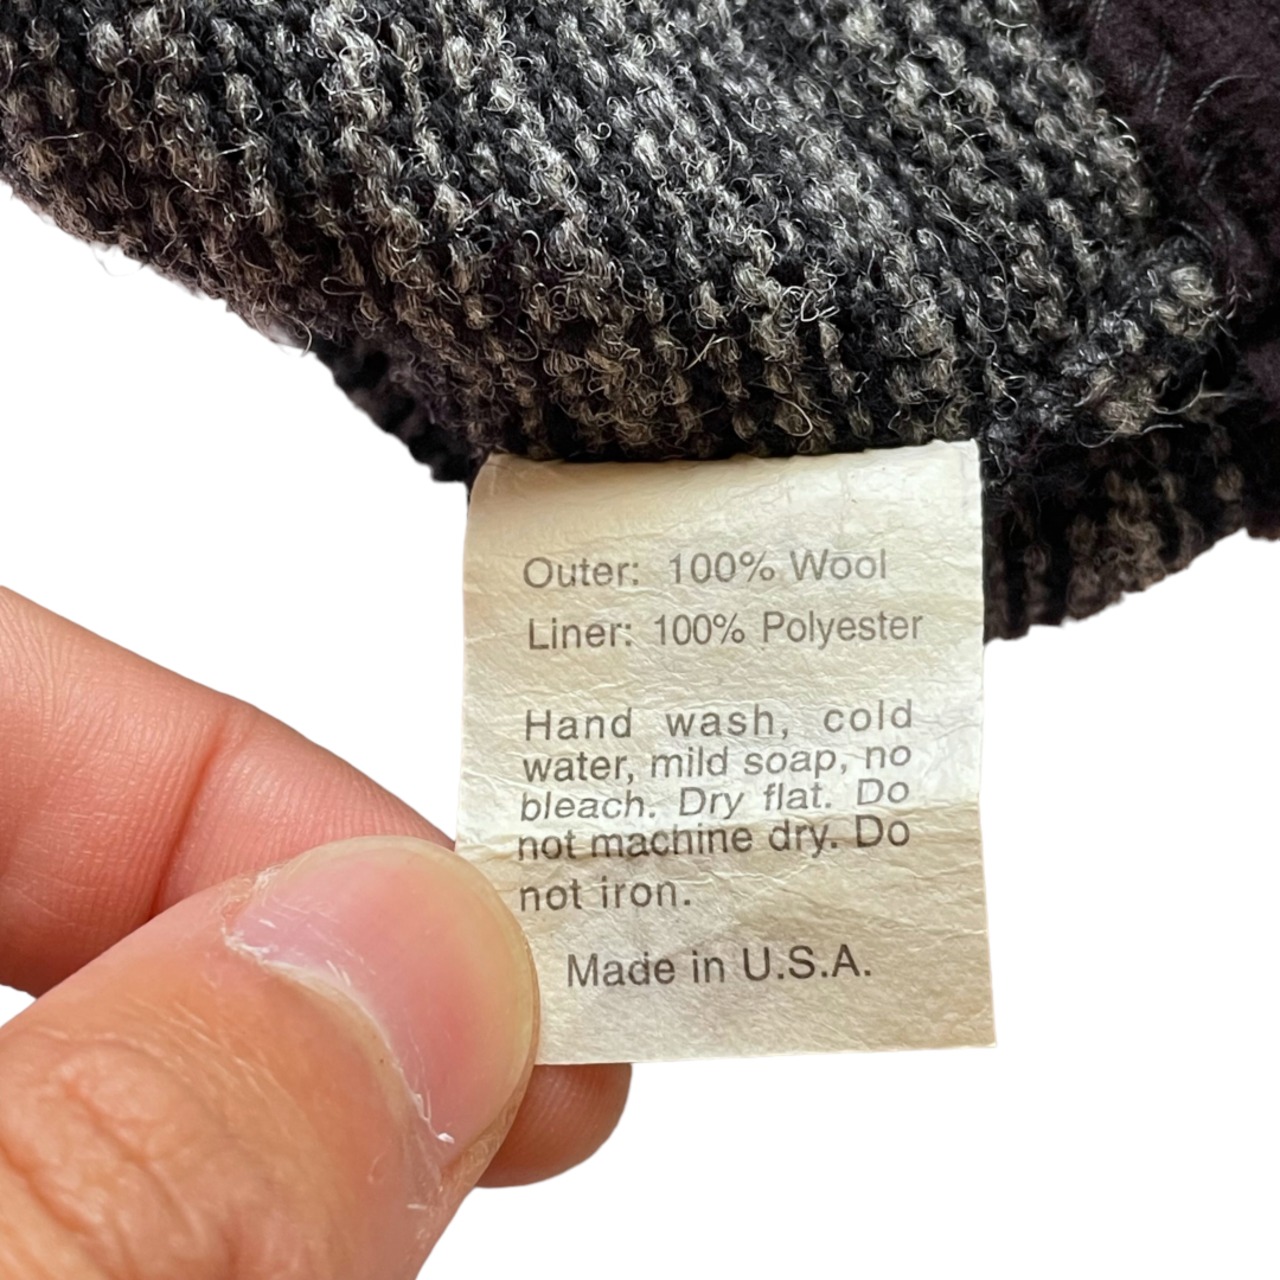 Outer: 100% Wool
Liner: 100% Polyester
Hand wash, cold
water, mild soap, no
bleach. Dry flat. Do
not machine dry. Do
not iron.
Made in U.S.A.